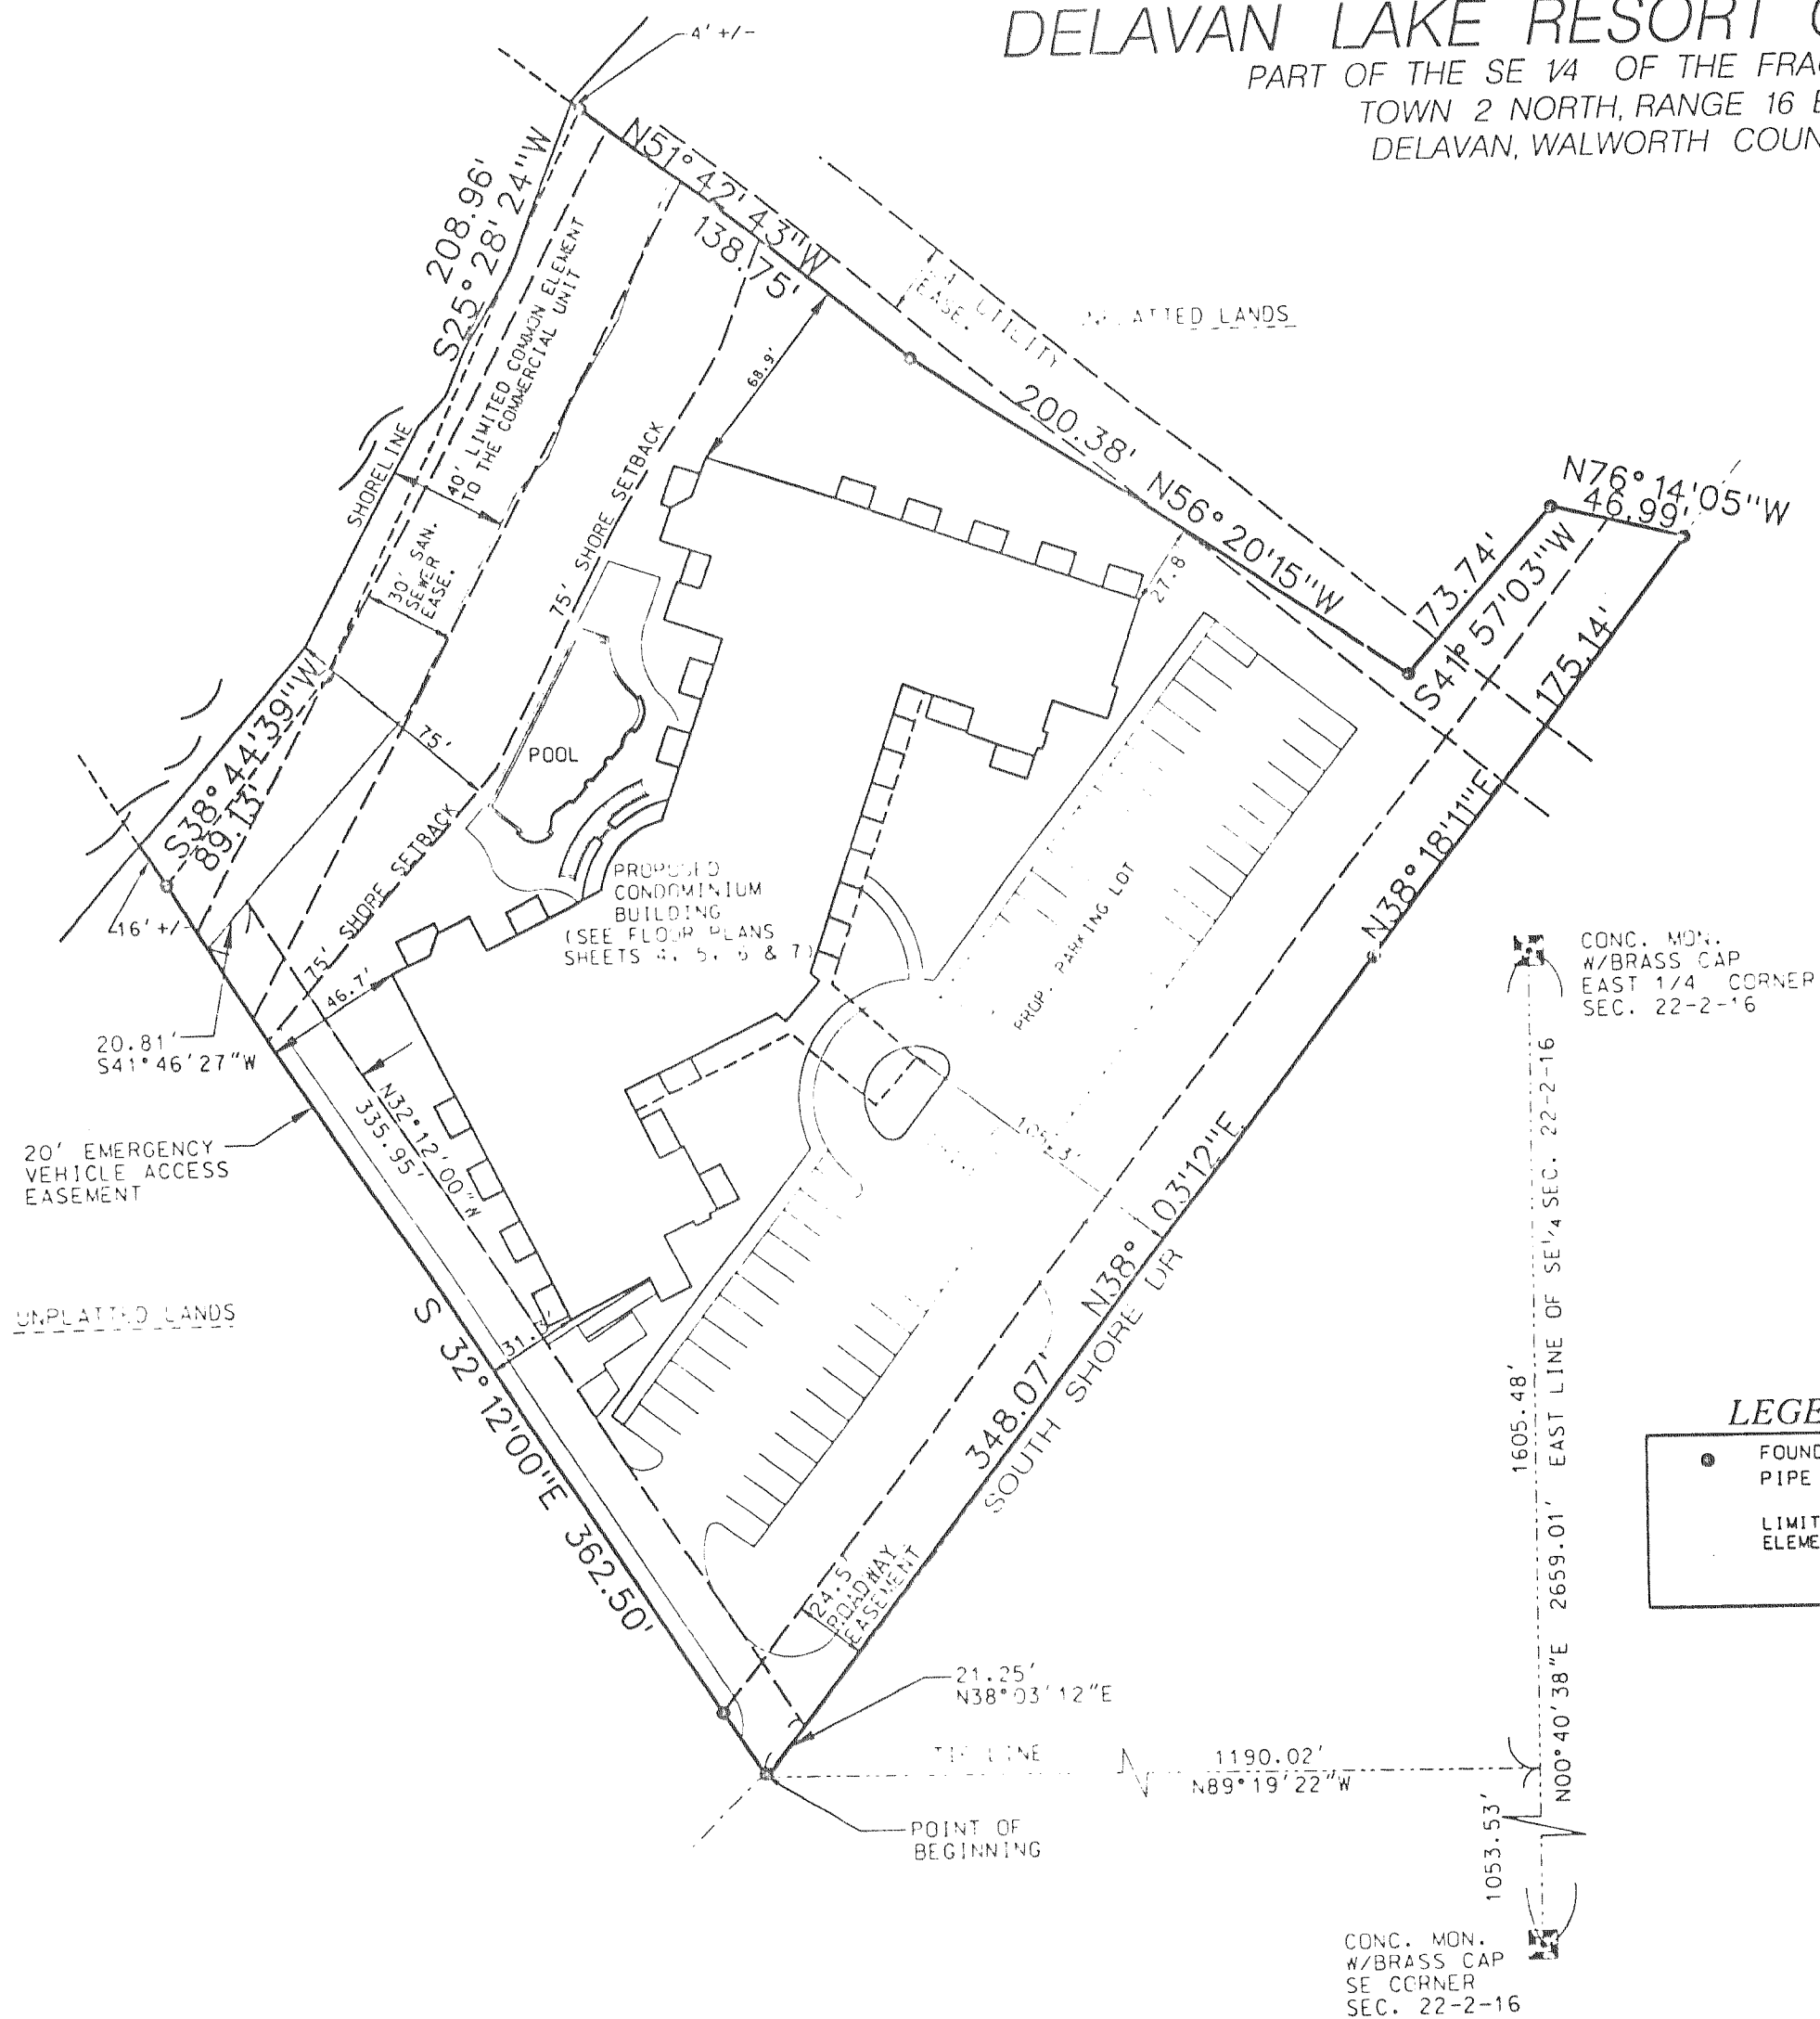 DELAVAN LAKE RESORT
PART OF THE SE 1/4 OF THE
TOWN 2 NORTH, RANGE 16
DELAVAN, WALWORTH
4' +/-
N51°42'43"W
138.75'
208.96'
S25°28'24"W
40' LIMITED COMMON ELEMENT
TO THE COMMERCIAL UNIT
UTILITY
EASE.
LANDS
68.9'
200.38' N56°20'15"W
N76°14'05"W
46.99'
SHORELINE
75' SHORE SETBACK
30' SAN.
SEWER
EASE.
27.8'
73.74'
S41°57'03"W
175.14'
S38°44'39"W
89.13'
75'
POOL
N38°18'11"E
16' +/-
75' SHORE SETBACK
PROPOSED
CONDOMINIUM
BUILDING
(SEE FLOOR PLANS
SHEETS 4, 5, 6 & 7)
PROP. PARKING LOT
CONC. MON.
W/BRASS CAP
EAST 1/4 CORNER
SEC. 22-2-16
46.7'
20.81'
S41°46'27"W
20' EMERGENCY
VEHICLE ACCESS
EASEMENT
N32°12'00"W
335.95'
N38°03'12"E
348.07'
SOUTH SHORE DR
UNPLATTED LANDS
S 32°12'00"E 362.50'
1605.48'
N00°40'38"E 2659.01' EAST LINE OF SE1/4 SEC. 22-2-16
FOUND
PIPE
24.5'
ROADWAY
EASEMENT
21.25'
N38°03'12"E
TIE LINE
1190.02'
N89°19'22"W
POINT OF
BEGINNING
1053.53'
CONC. MON.
W/BRASS CAP
SE CORNER
SEC. 22-2-16